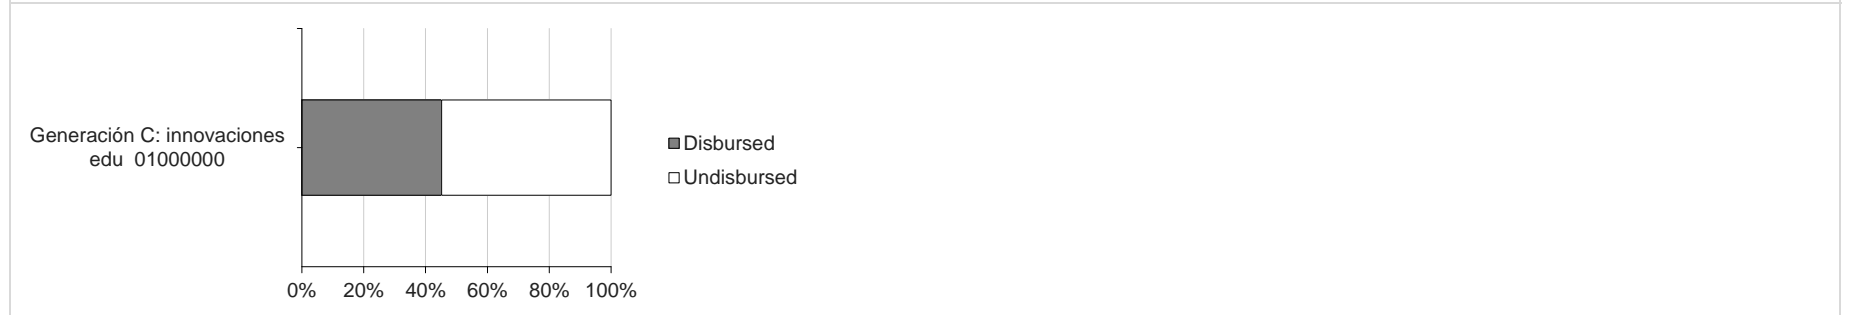 Generación C: innovaciones
edu  01000000
Disbursed
Undisbursed
0% 20% 40% 60% 80% 100%